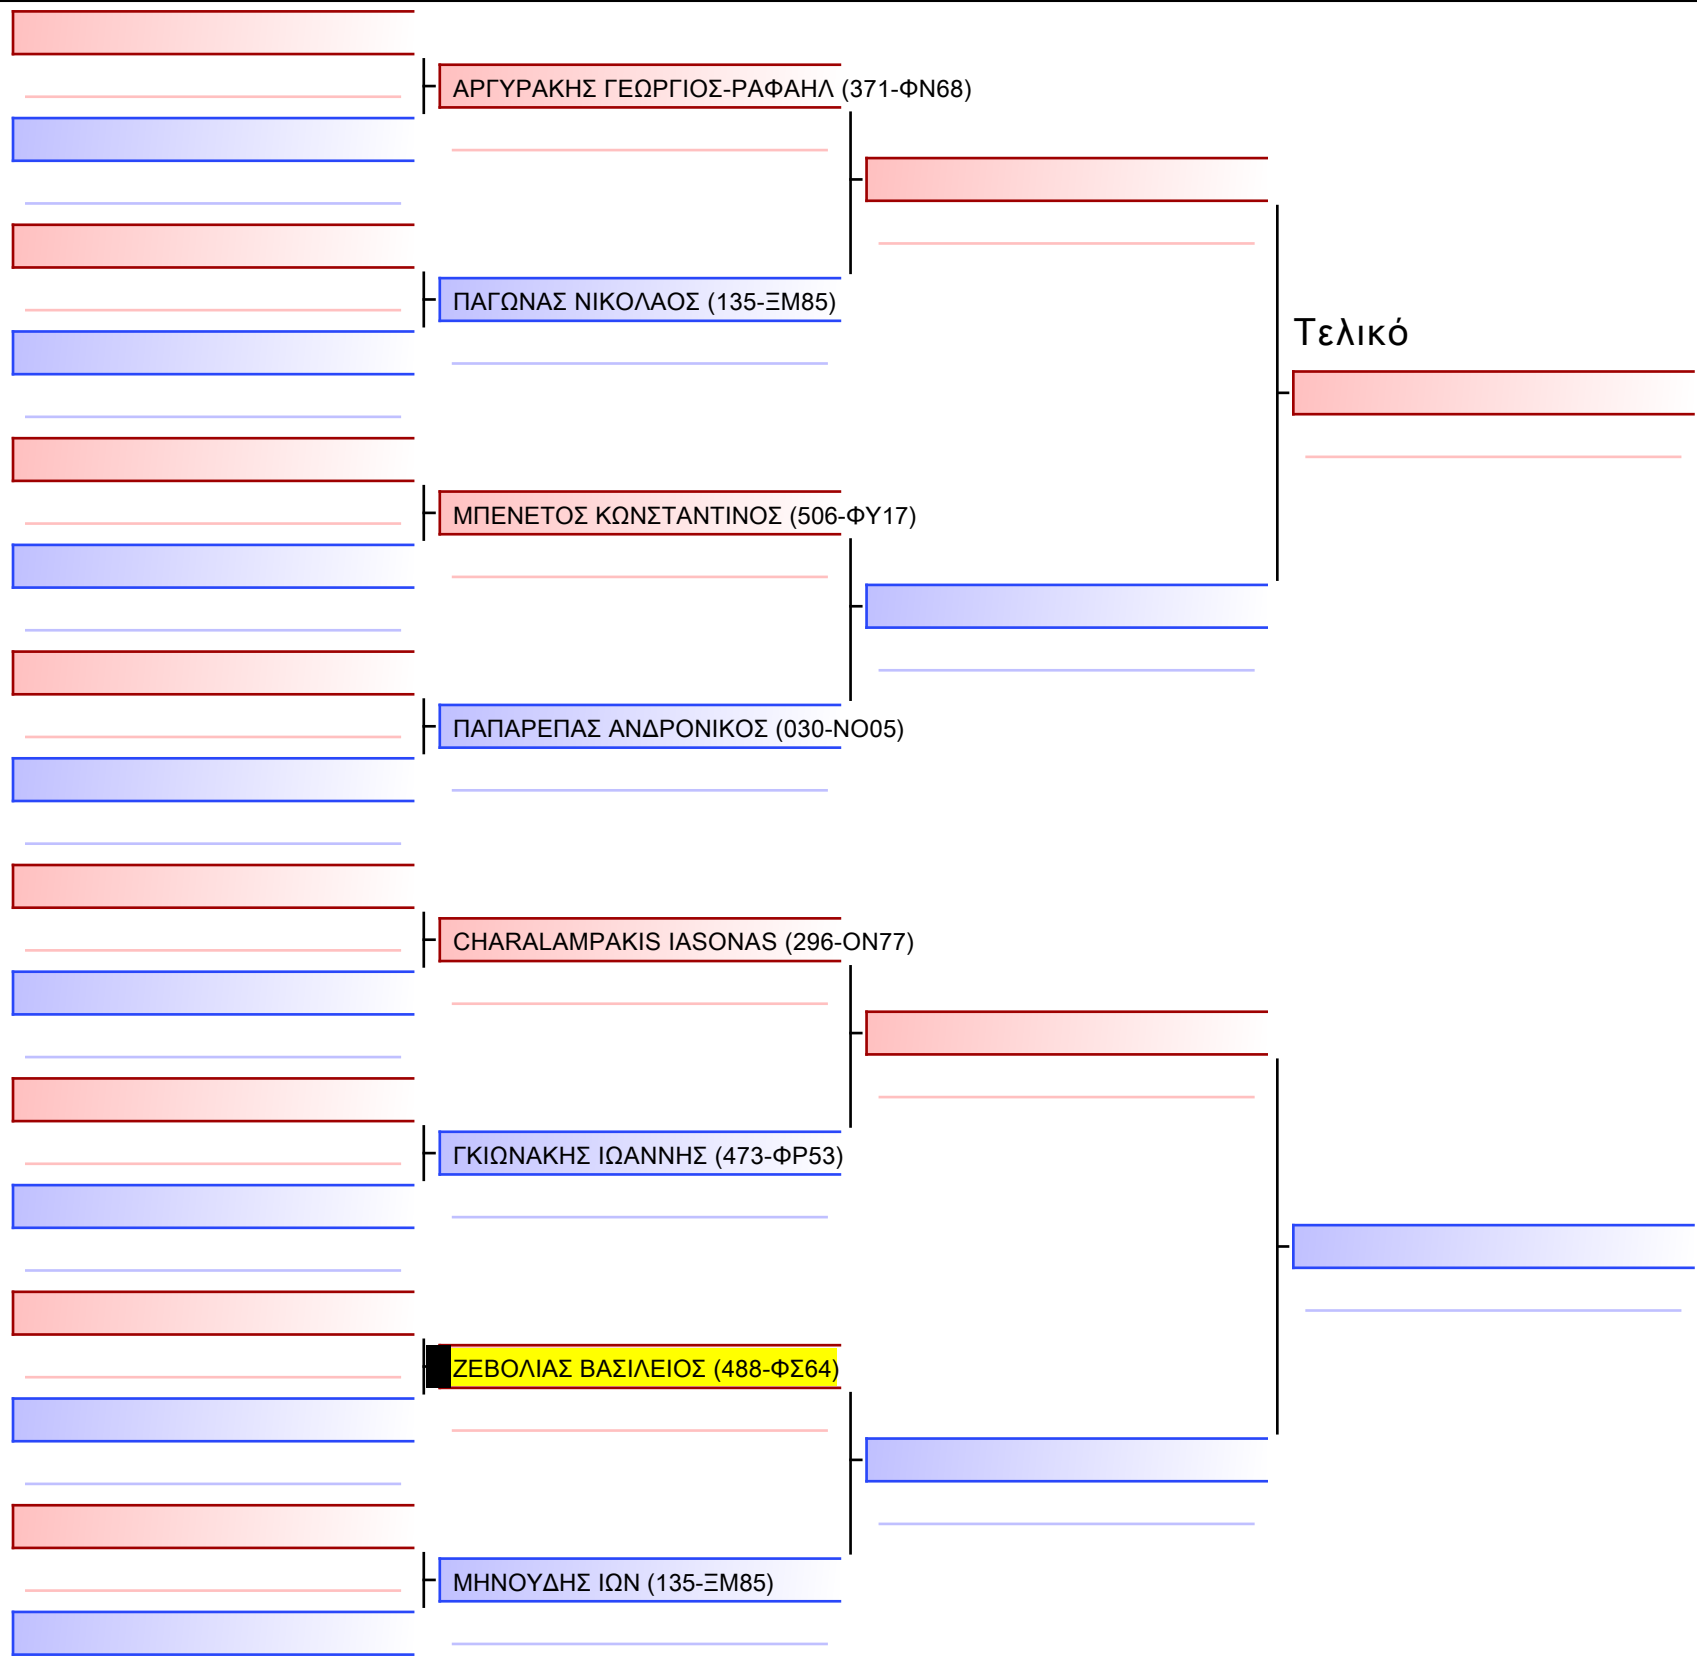 ΑΡΓΥΡΑΚΗΣ ΓΕΩΡΓΙΟΣ-ΡΑΦΑΗΛ (371-ΦΝ68)
ΠΑΓΩΝΑΣ ΝΙΚΟΛΑΟΣ (135-ΞΜ85)
Τελικό
ΜΠΕΝΕΤΟΣ ΚΩΝΣΤΑΝΤΙΝΟΣ (506-ΦΥ17)
ΠΑΠΑΡΕΠΑΣ ΑΝΔΡΟΝΙΚΟΣ (030-ΝΟ05)
CHARALAMPAKIS IASONAS (296-ΟΝ77)
ΓΚΙΩΝΑΚΗΣ ΙΩΑΝΝΗΣ (473-ΦΡ53)
ΖΕΒΟΛΙΑΣ ΒΑΣΙΛΕΙΟΣ (488-ΦΣ64)
ΜΗΝΟΥΔΗΣ ΙΩΝ (135-ΞΜ85)